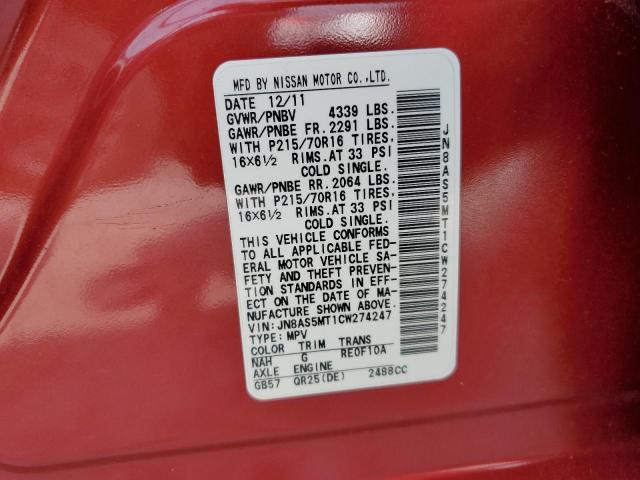 MFD BY NISSAN MOTOR CO.,LTD.
DATE 12/11
GVWR/PNBV 4339 LBS.
GAWR/PNBE FR. 2291 LBS.
WITH P215/70R16 TIRES,
16X6½ RIMS. AT 33 PSI
COLD SINGLE.
GAWR/PNBE RR. 2064 LBS.
WITH P215/70R16 TIRES,
16X6½ RIMS. AT 33 PSI
COLD SINGLE.
THIS VEHICLE CONFORMS
TO ALL APPLICABLE FED-
ERAL MOTOR VEHICLE SA-
FETY AND THEFT PREVEN-
TION STANDARDS IN EFF-
ECT ON THE DATE OF MA-
NUFACTURE SHOWN ABOVE.
VIN: JN8AS5MT1CW274247
TYPE: MPV
COLOR TRIM TRANS
NAH G RE0F10A
AXLE ENGINE
GB57 QR25(DE) 2488CC
JN8AS5MT1CW274247